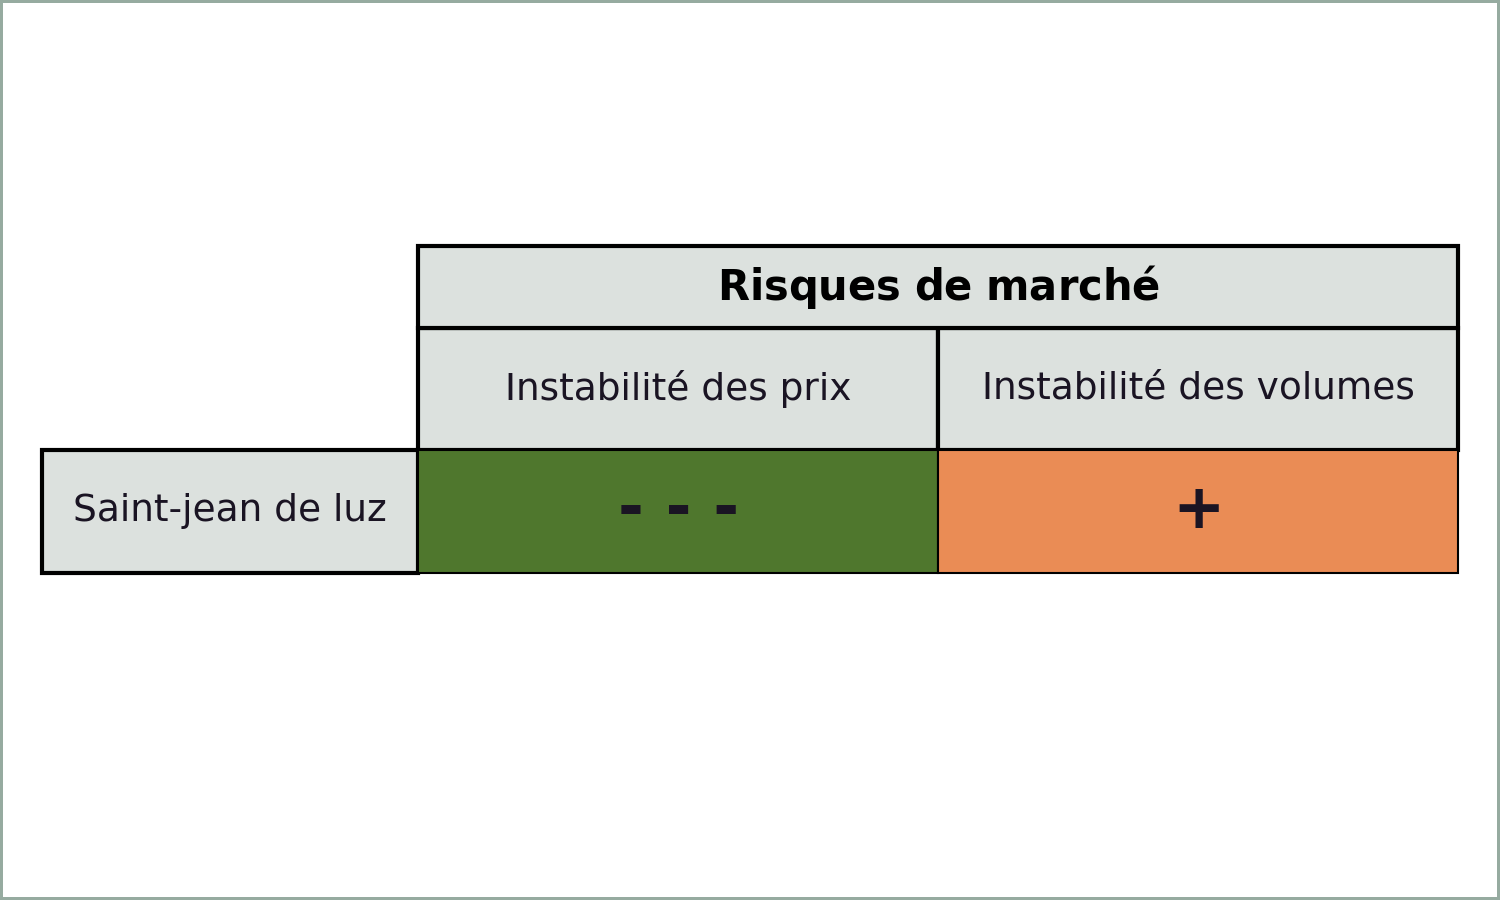 Risques de marché
Instabilité des prix
Instabilité des volumes
Saint-jean de luz
- - -
+